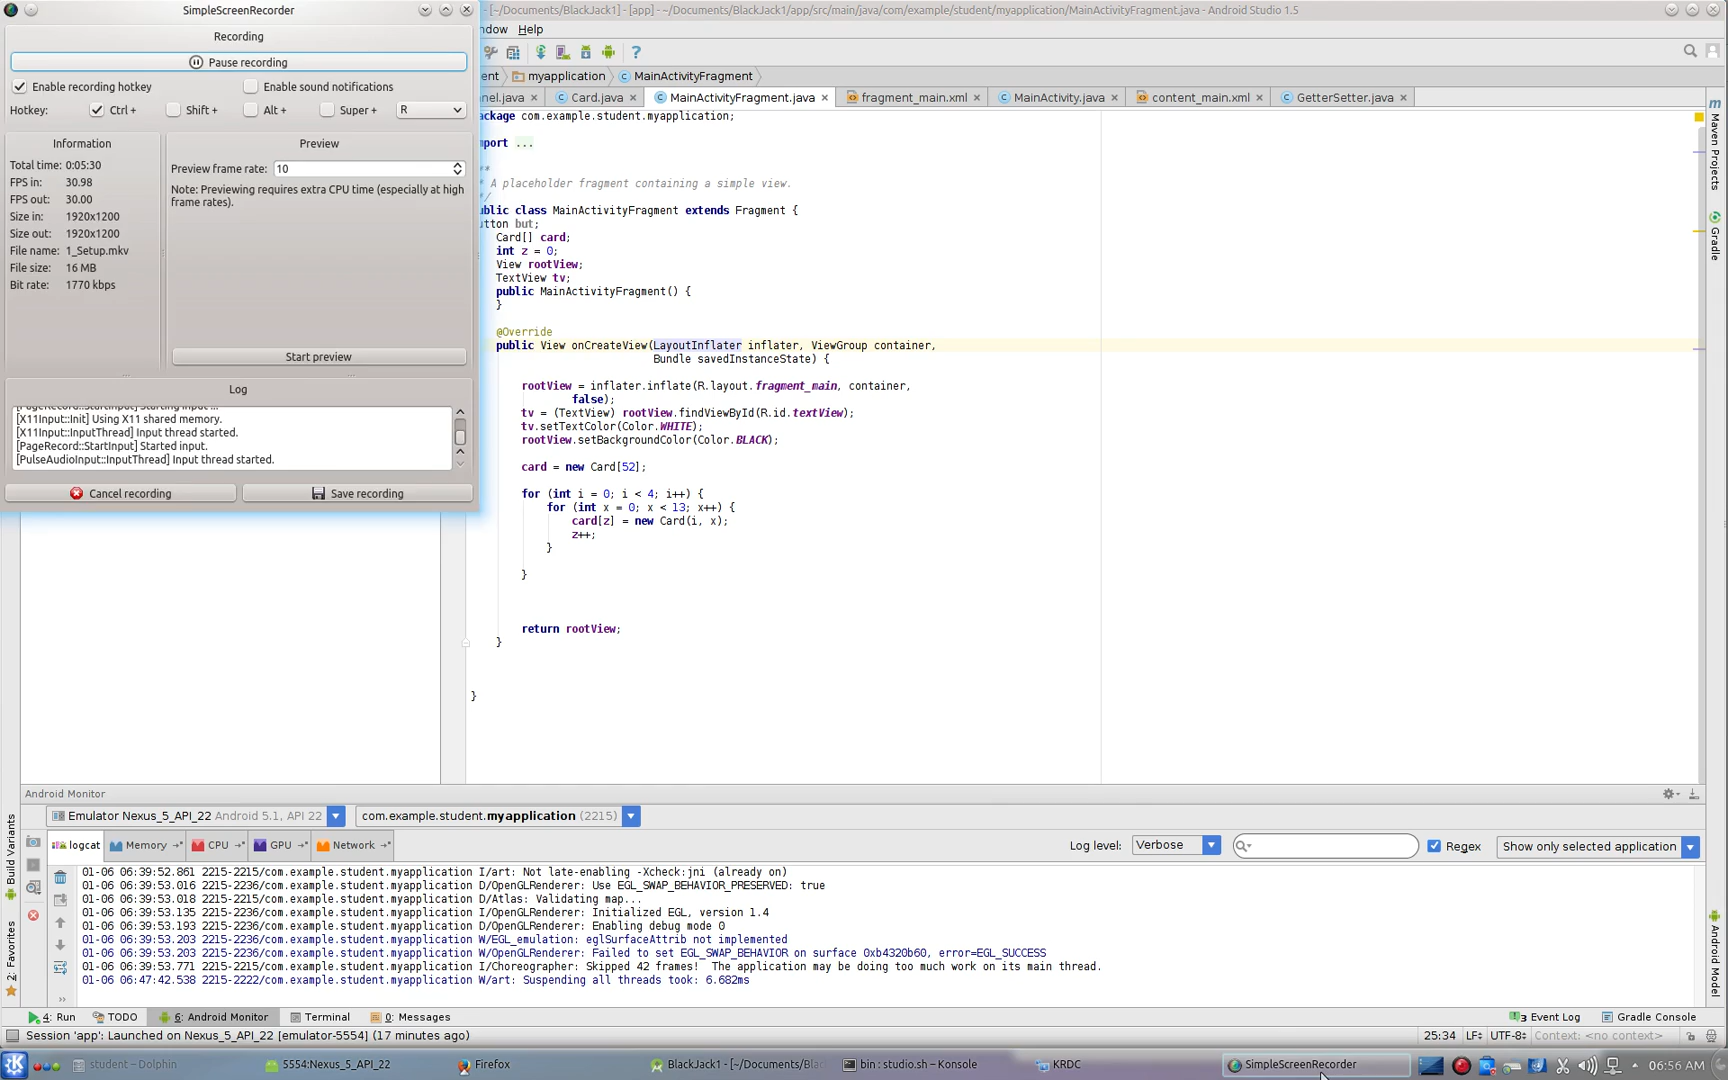 SimpleScreenRecorder
[~/Documents/BlackJack1] - [app] - ~/Documents/BlackJack1/app/src/main/java/com/example/student/myapplication/MainActivityFragment.java - Android Studio 1.5
Recording
ndow Help
Pause recording
?
Enable recording hotkey
Enable sound notifications
ent
myapplication
MainActivityFragment
Hotkey:
Ctrl +
Shift +
Alt +
Super +
R
nel.java
Card.java
MainActivityFragment.java
fragment_main.xml
MainActivity.java
content_main.xml
GetterSetter.java
Information
Total time: 0:05:30
FPS in: 30.98
FPS out: 30.00
Size in: 1920x1200
Size out: 1920x1200
File name: 1_Setup.mkv
File size: 16 MB
Bit rate: 1770 kbps
Preview
Preview frame rate: 10
Note: Previewing requires extra CPU time (especially at high
frame rates).
Start preview
Log
[PageRecord::StartInput] Starting input ...
[X11Input::Init] Using X11 shared memory.
[X11Input::InputThread] Input thread started.
[PageRecord::StartInput] Started input.
[PulseAudioInput::InputThread] Input thread started.
Cancel recording
Save recording
ackage com.example.student.myapplication;
mport ...
**
* A placeholder fragment containing a simple view.
*/
ublic class MainActivityFragment extends Fragment {
utton but;
Card[] card;
int z = 0;
View rootView;
TextView tv;
public MainActivityFragment() {
}
@Override
public View onCreateView(LayoutInflater inflater, ViewGroup container,
Bundle savedInstanceState) {
rootView = inflater.inflate(R.layout.fragment_main, container,
false);
tv = (TextView) rootView.findViewById(R.id.textView);
tv.setTextColor(Color.WHITE);
rootView.setBackgroundColor(Color.BLACK);
card = new Card[52];
for (int i = 0; i < 4; i++) {
for (int x = 0; x < 13; x++) {
card[z] = new Card(i, x);
z++;
}
}
return rootView;
}
}
m
Maven Projects
Gradle
Android Model
Android Monitor
Emulator Nexus_5_API_22 Android 5.1, API 22
com.example.student.myapplication (2215)
logcat
Memory
CPU
GPU
Network
Log level:
Verbose
Regex
Show only selected application
01-06 06:39:52.861 2215-2215/com.example.student.myapplication I/art: Not late-enabling -Xcheck:jni (already on)
01-06 06:39:53.016 2215-2236/com.example.student.myapplication D/OpenGLRenderer: Use EGL_SWAP_BEHAVIOR_PRESERVED: true
01-06 06:39:53.018 2215-2215/com.example.student.myapplication D/Atlas: Validating map...
01-06 06:39:53.135 2215-2236/com.example.student.myapplication I/OpenGLRenderer: Initialized EGL, version 1.4
01-06 06:39:53.193 2215-2236/com.example.student.myapplication D/OpenGLRenderer: Enabling debug mode 0
01-06 06:39:53.203 2215-2236/com.example.student.myapplication W/EGL_emulation: eglSurfaceAttrib not implemented
01-06 06:39:53.203 2215-2236/com.example.student.myapplication W/OpenGLRenderer: Failed to set EGL_SWAP_BEHAVIOR on surface 0xb4320b60, error=EGL_SUCCESS
01-06 06:39:53.771 2215-2215/com.example.student.myapplication I/Choreographer: Skipped 42 frames! The application may be doing too much work on its main thread.
01-06 06:47:42.538 2215-2222/com.example.student.myapplication W/art: Suspending all threads took: 6.682ms
Build Variants
2: Favorites
4: Run
TODO
6: Android Monitor
Terminal
0: Messages
3 Event Log
Gradle Console
Session 'app': Launched on Nexus_5_API_22 [emulator-5554] (17 minutes ago)
25:34
LF
UTF-8
Context: <no context>
student – Dolphin
5554:Nexus_5_API_22
Firefox
BlackJack1 - [~/Documents/Blac
bin : studio.sh – Konsole
KRDC
SimpleScreenRecorder
06:56 AM